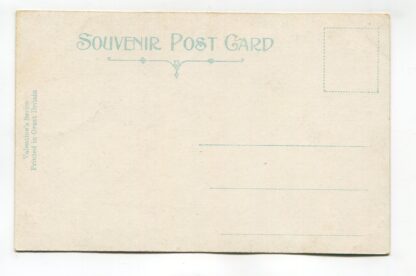 SOUVENIR POST CARD
Valentine's Series
Printed in Great Britain